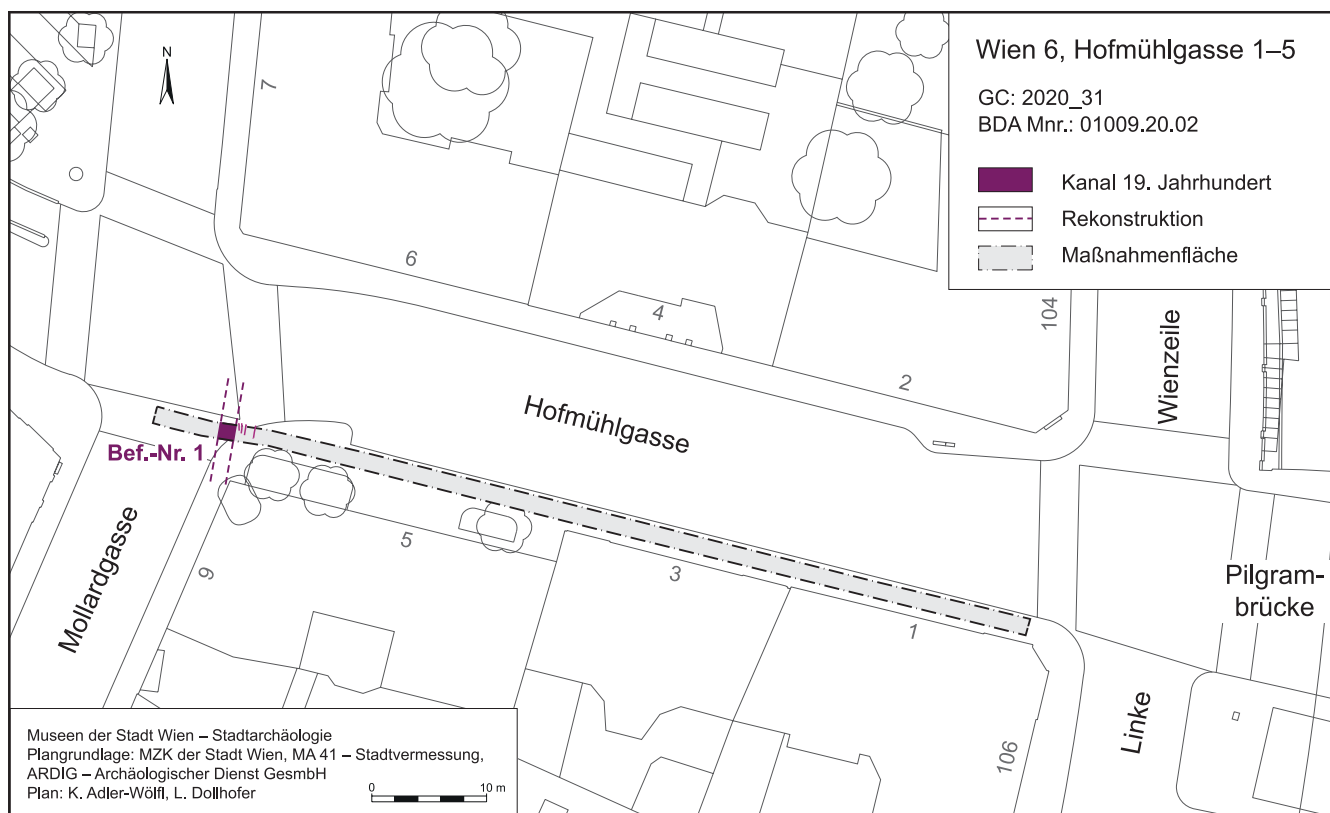 Wien 6, Hofmühlgasse 1–5
GC: 2020_31
BDA Mnr.: 01009.20.02
Kanal 19. Jahrhundert
Rekonstruktion
Maßnahmenfläche
N
7
6
4
2
104
Wienzeile
Hofmühlgasse
Bef.-Nr. 1
Mollardgasse
9
5
3
1
106
Linke
Pilgram-
brücke
Museen der Stadt Wien – Stadtarchäologie
Plangrundlage: MZK der Stadt Wien, MA 41 – Stadtvermessung,
ARDIG – Archäologischer Dienst GesmbH
Plan: K. Adler-Wölfl, L. Dollhofer
0 10 m